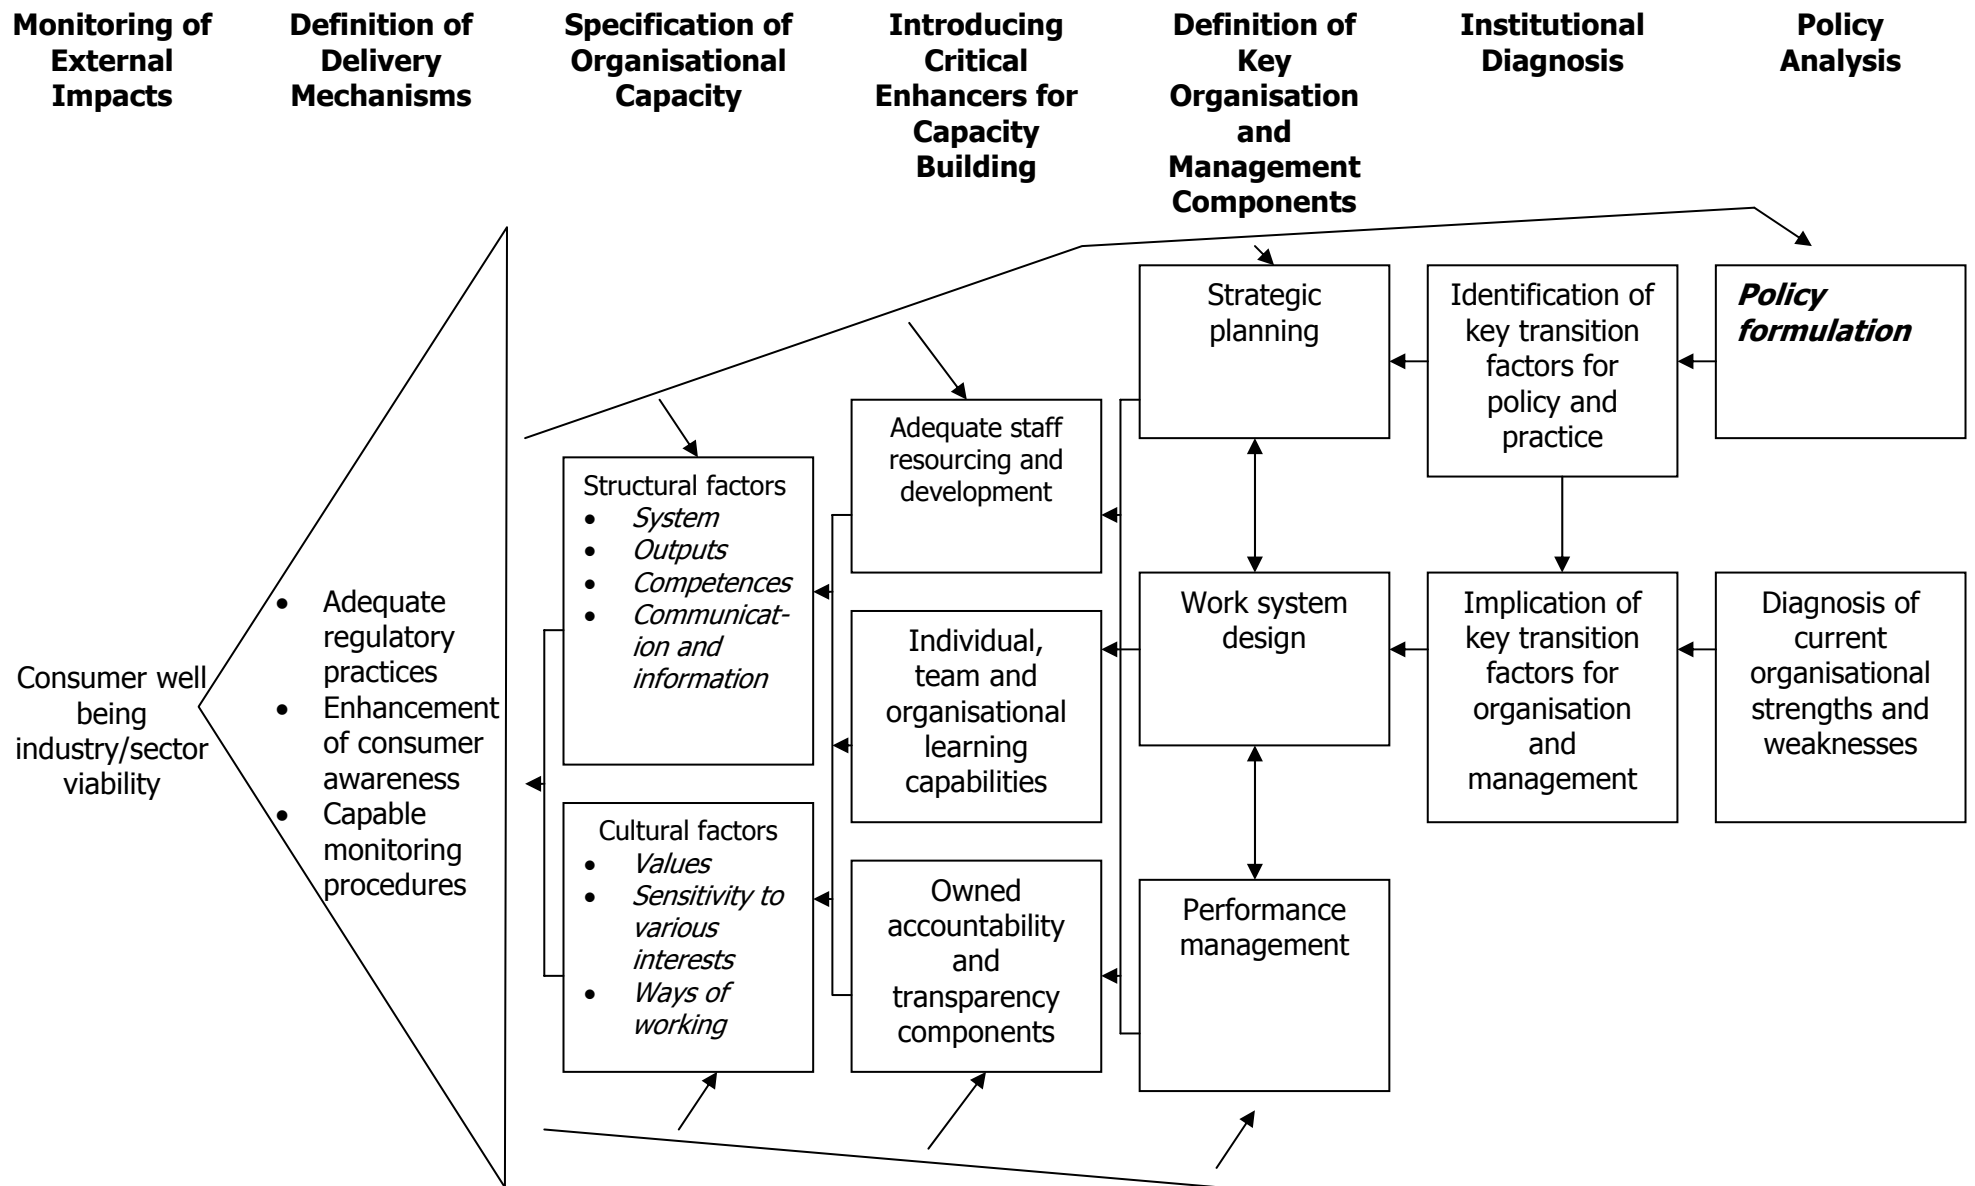 Monitoring of
External
Impacts
Definition of
Delivery
Mechanisms
Specification of
Organisational
Capacity
Introducing
Critical
Enhancers for
Capacity
Building
Definition of
Key
Organisation
and
Management
Components
Institutional
Diagnosis
Policy
Analysis
Consumer well
being
industry/sector
viability
• Adequate
regulatory
practices
• Enhancement
of consumer
awareness
• Capable
monitoring
procedures
Structural factors
• System
• Outputs
• Competences
• Communicat-
ion and
information
Cultural factors
• Values
• Sensitivity to
various
interests
• Ways of
working
Adequate staff
resourcing and
development
Individual,
team and
organisational
learning
capabilities
Owned
accountability
and
transparency
components
Strategic
planning
Work system
design
Performance
management
Identification of
key transition
factors for
policy and
practice
Implication of
key transition
factors for
organisation
and
management
Policy
formulation
Diagnosis of
current
organisational
strengths and
weaknesses